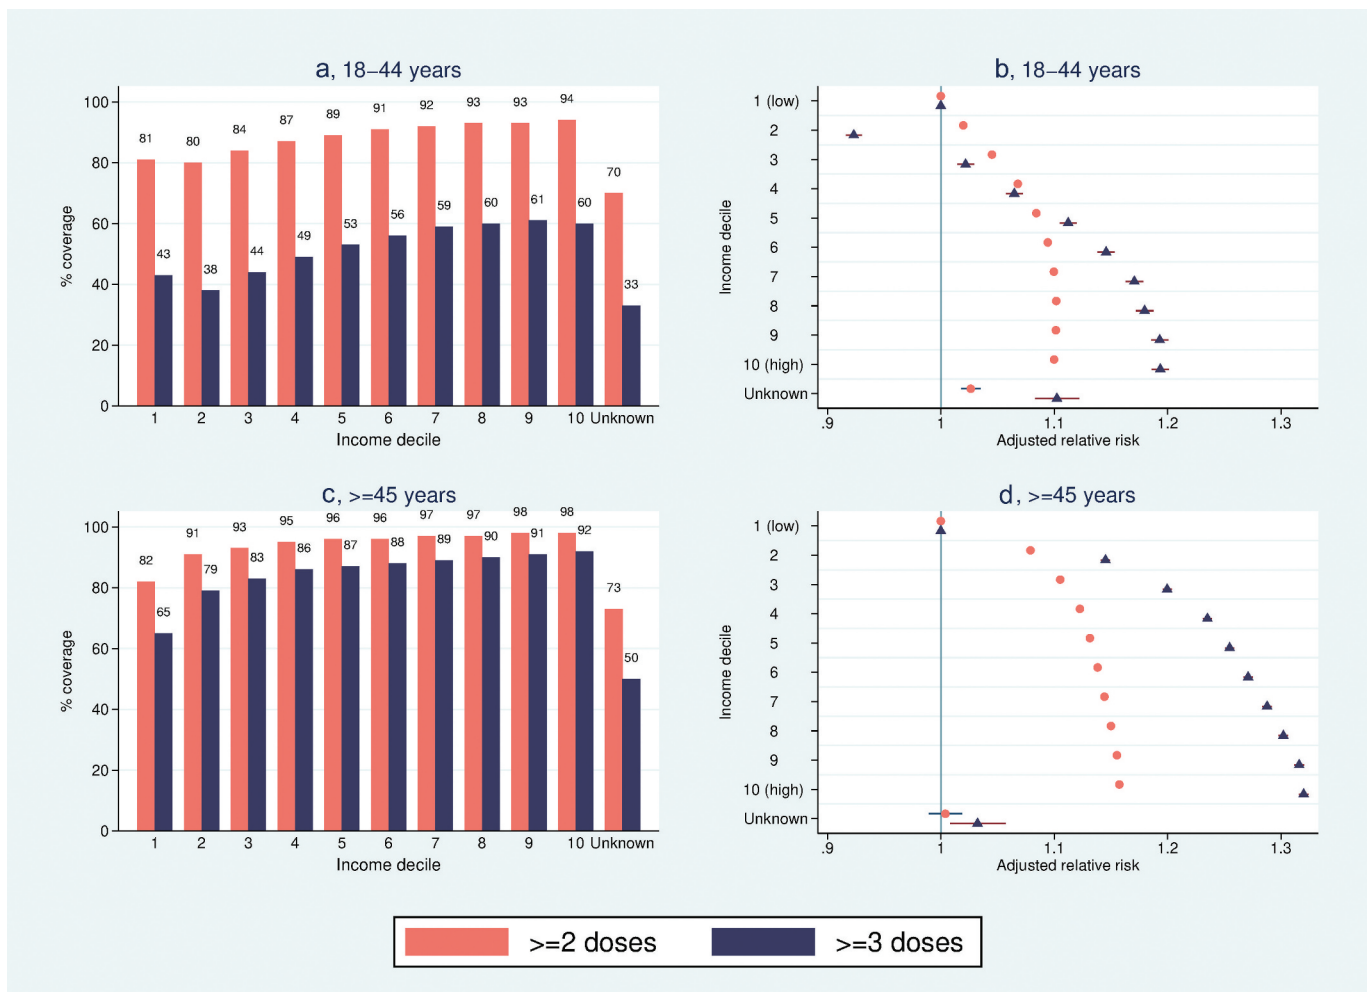 a, 18–44 years
100
80
60
40
20
0
% coverage
81 80 84 87 89 91 92 93 93 94 70
43 38 44 49 53 56 59 60 61 60 33
1 2 3 4 5 6 7 8 9 10 Unknown
Income decile
b, 18–44 years
Income decile
1 (low)
2
3
4
5
6
7
8
9
10 (high)
Unknown
.9 1 1.1 1.2 1.3
Adjusted relative risk
c, >=45 years
100
80
60
40
20
0
% coverage
82 91 93 95 96 96 97 97 98 98 73
65 79 83 86 87 88 89 90 91 92 50
1 2 3 4 5 6 7 8 9 10 Unknown
Income decile
d, >=45 years
Income decile
1 (low)
2
3
4
5
6
7
8
9
10 (high)
Unknown
.9 1 1.1 1.2 1.3
Adjusted relative risk
>=2 doses >=3 doses